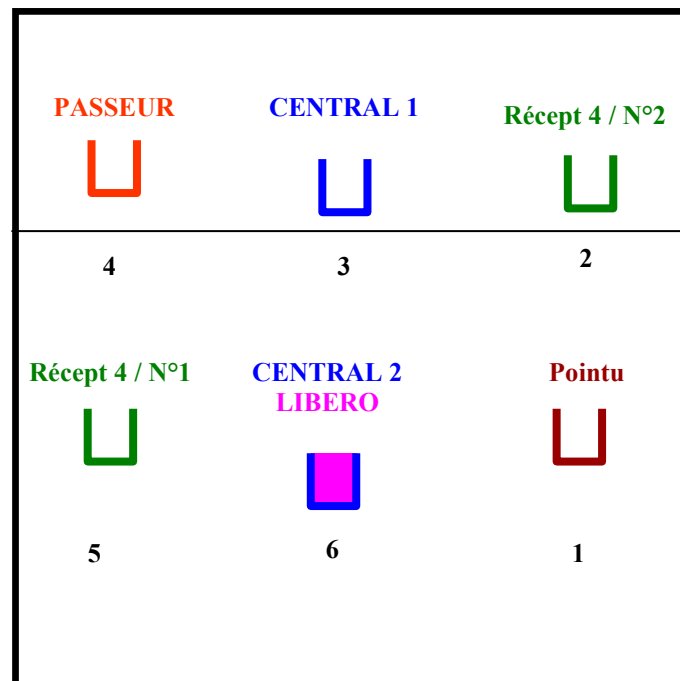 PASSEUR
CENTRAL 1
Récept 4 / N°2
4
3
2
Récept 4 / N°1
CENTRAL 2
LIBERO
Pointu
5
6
1